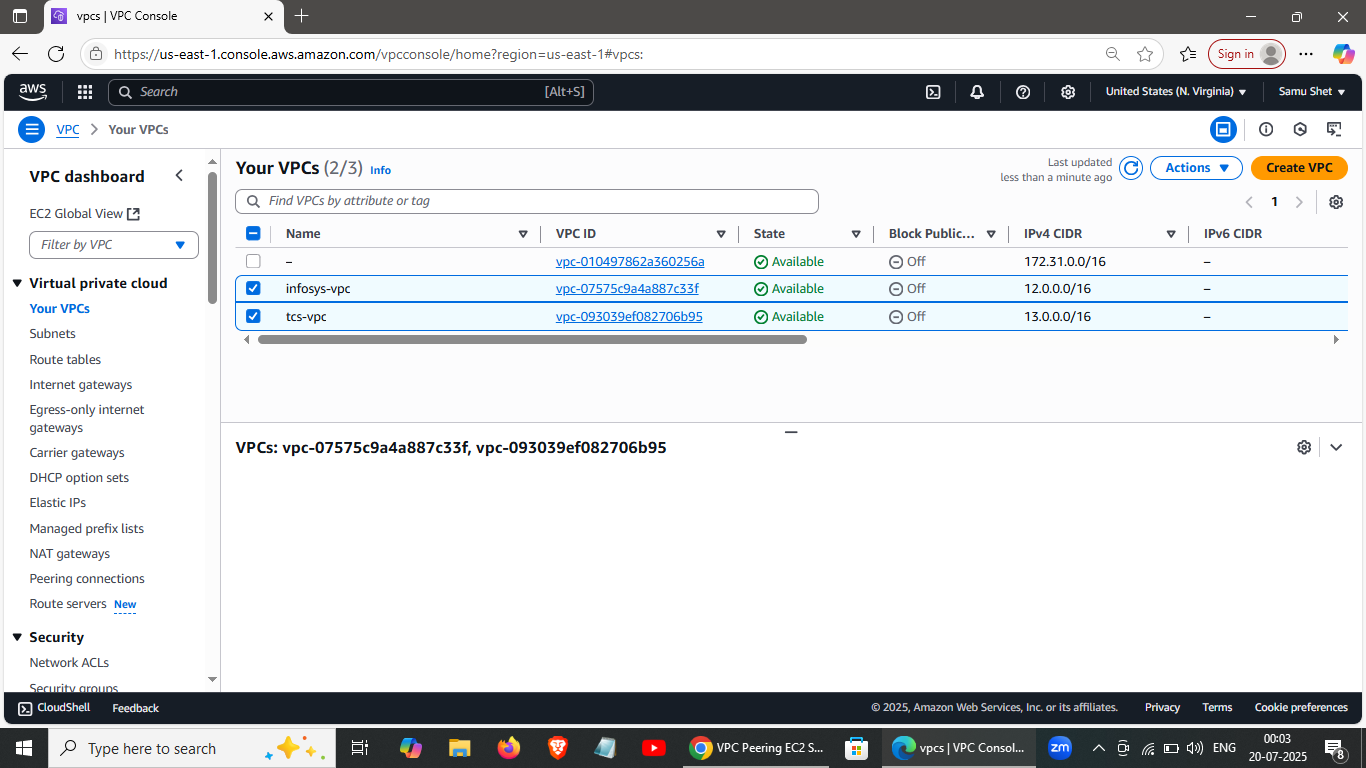 vpcs | VPC Console
https://us-east-1.console.aws.amazon.com/vpcconsole/home?region=us-east-1#vpcs:
Sign in
aws
Search [Alt+S]
United States (N. Virginia)
Samu Shet
VPC
Your VPCs
VPC dashboard
EC2 Global View
Filter by VPC
Virtual private cloud
Your VPCs
Subnets
Route tables
Internet gateways
Egress-only internet
gateways
Carrier gateways
DHCP option sets
Elastic IPs
Managed prefix lists
NAT gateways
Peering connections
Route servers New
Security
Network ACLs
Security groups
Your VPCs (2/3) Info
Last updated
less than a minute ago
Actions
Create VPC
Find VPCs by attribute or tag
1
Name VPC ID State Block Public... IPv4 CIDR IPv6 CIDR
– vpc-010497862a360256a Available Off 172.31.0.0/16 –
infosys-vpc vpc-07575c9a4a887c33f Available Off 12.0.0.0/16 –
tcs-vpc vpc-093039ef082706b95 Available Off 13.0.0.0/16 –
VPCs: vpc-07575c9a4a887c33f, vpc-093039ef082706b95
CloudShell
Feedback
© 2025, Amazon Web Services, Inc. or its affiliates.
Privacy
Terms
Cookie preferences
Type here to search
VPC Peering EC2 S...
vpcs | VPC Consol...
zm
ENG
00:03
20-07-2025
8